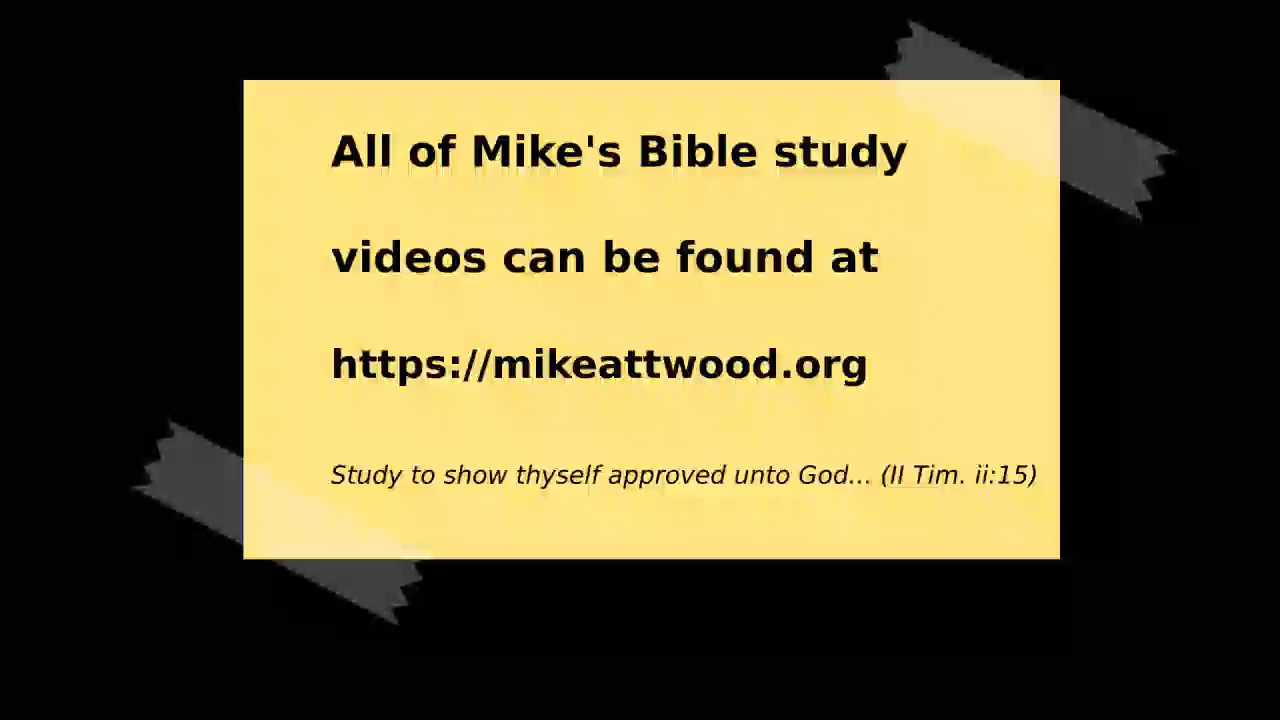 All of Mike's Bible study
videos can be found at
https://mikeattwood.org
Study to show thyself approved unto God... (II Tim. ii:15)